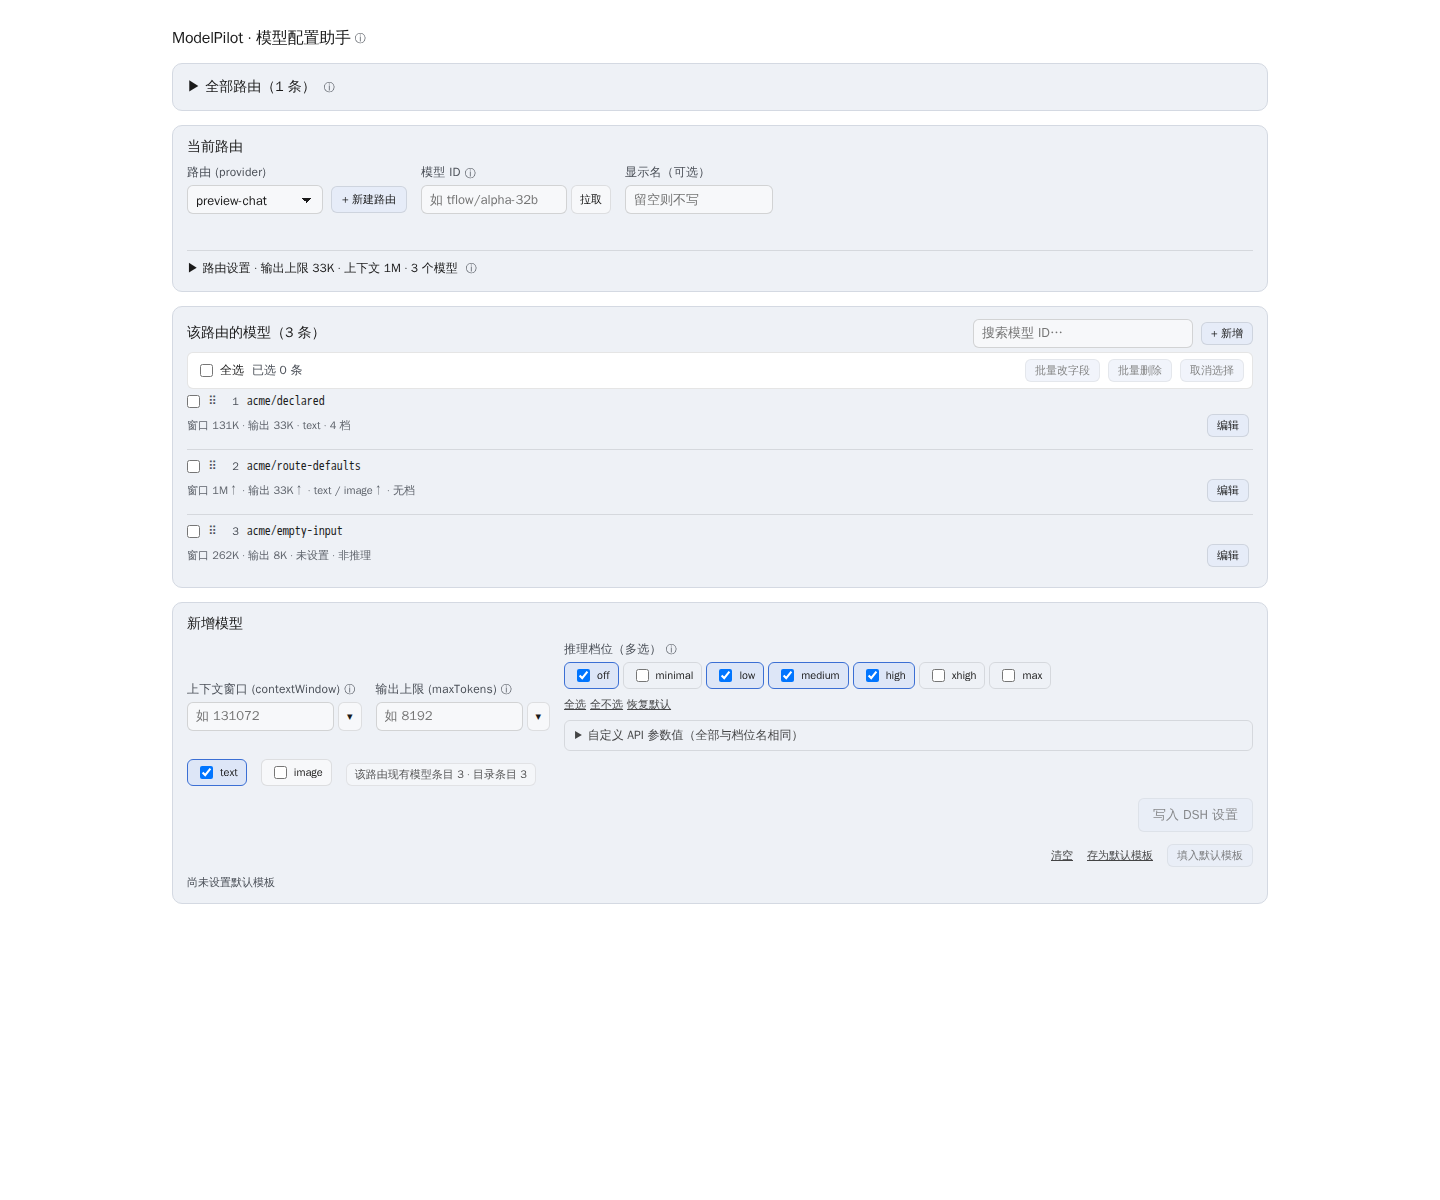 ModelPilot · 模型配置助手 ⓘ
▶ 全部路由（1 条） ⓘ
当前路由
路由 (provider)
模型 ID ⓘ
显示名（可选）
preview-chat
+ 新建路由
如 tflow/alpha-32b
拉取
留空则不写
▶ 路由设置 · 输出上限 33K · 上下文 1M · 3 个模型 ⓘ
该路由的模型（3 条）
搜索模型 ID…
+ 新增
全选 已选 0 条
批量改字段
批量删除
取消选择
⠿ 1 acme/declared
窗口 131K · 输出 33K · text · 4 档
编辑
⠿ 2 acme/route-defaults
窗口 1M↑ · 输出 33K↑ · text / image↑ · 无档
编辑
⠿ 3 acme/empty-input
窗口 262K · 输出 8K · 未设置 · 非推理
编辑
新增模型
推理档位（多选） ⓘ
off
minimal
low
medium
high
xhigh
max
上下文窗口 (contextWindow) ⓘ
输出上限 (maxTokens) ⓘ
全选 全不选 恢复默认
如 131072
▼
如 8192
▼
▶ 自定义 API 参数值（全部与档位名相同）
text
image
该路由现有模型条目 3 · 目录条目 3
写入 DSH 设置
清空
存为默认模板
填入默认模板
尚未设置默认模板